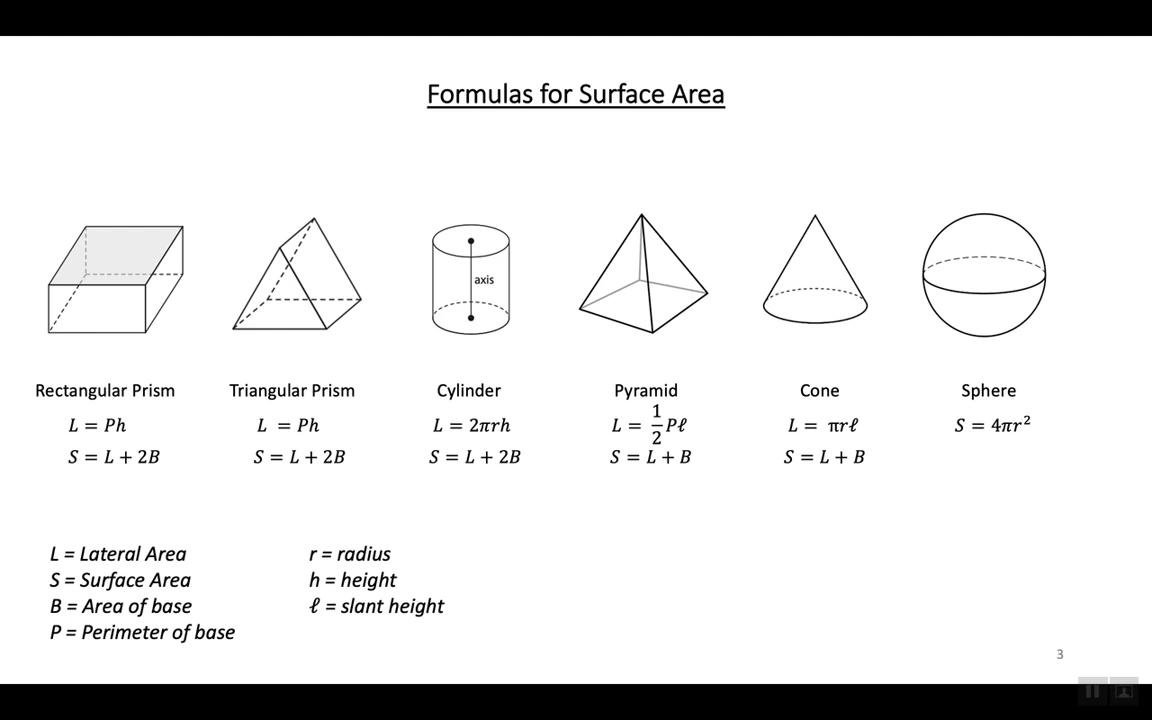 Formulas for Surface Area
axis
Rectangular Prism
Triangular Prism
Cylinder
Pyramid
Cone
Sphere
L = Ph
L = Ph
L = 2πrh
L = 1/2 Pℓ
L = πrℓ
S = 4πr²
S = L + 2B
S = L + 2B
S = L + 2B
S = L + B
S = L + B
L = Lateral Area
S = Surface Area
B = Area of base
P = Perimeter of base
r = radius
h = height
ℓ = slant height
3